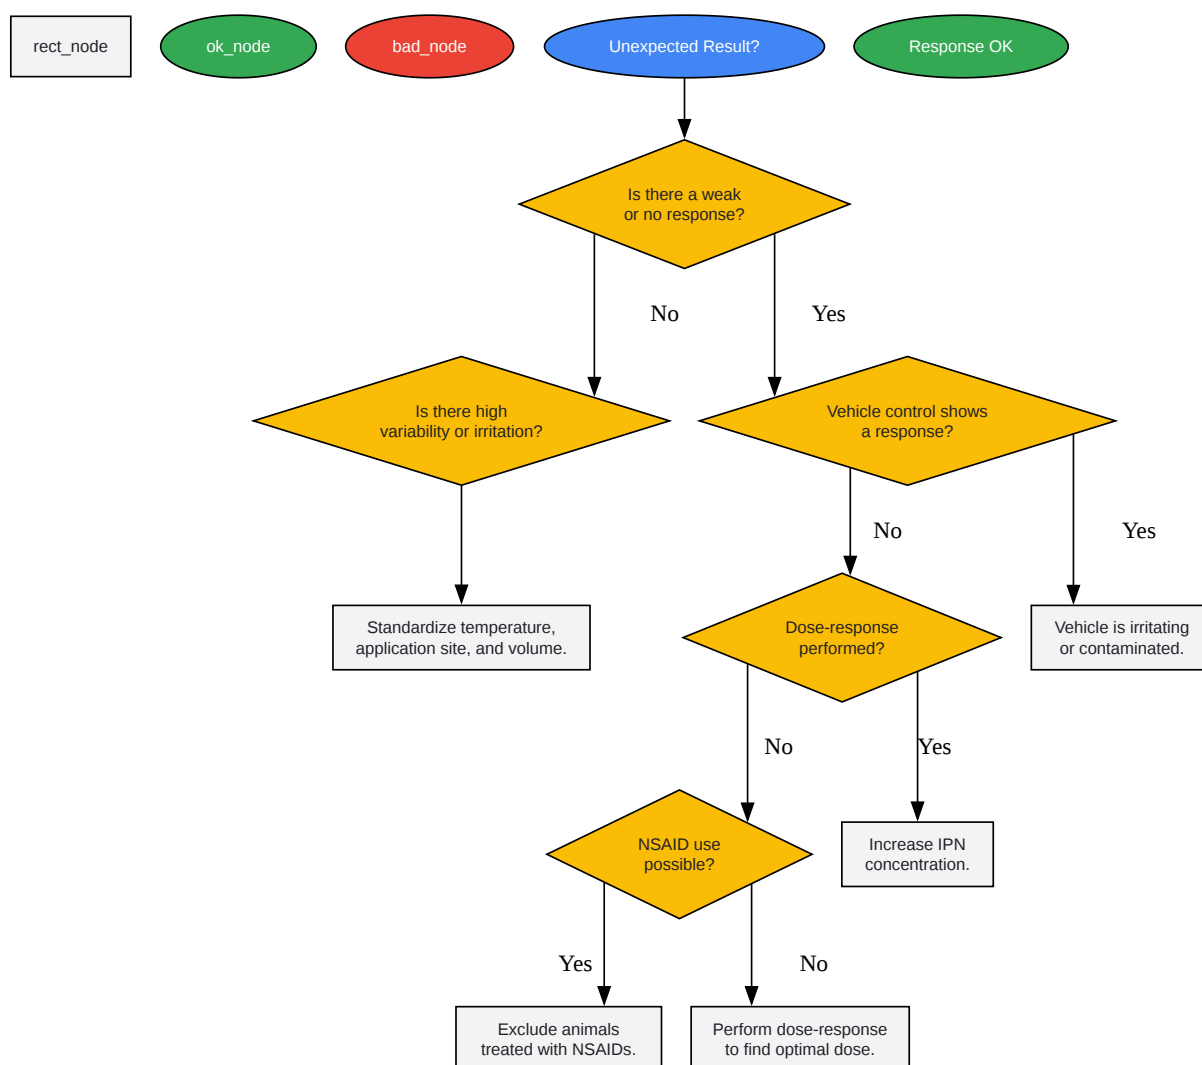 rect_node
ok_node
bad_node
Unexpected Result?
Response OK
Is there a weak
or no response?
No
Yes
Is there high
variability or irritation?
Vehicle control shows
a response?
No
Yes
Standardize temperature,
application site, and volume.
Dose-response
performed?
Vehicle is irritating
or contaminated.
No
Yes
NSAID use
possible?
Increase IPN
concentration.
Yes
No
Exclude animals
treated with NSAIDs.
Perform dose-response
to find optimal dose.